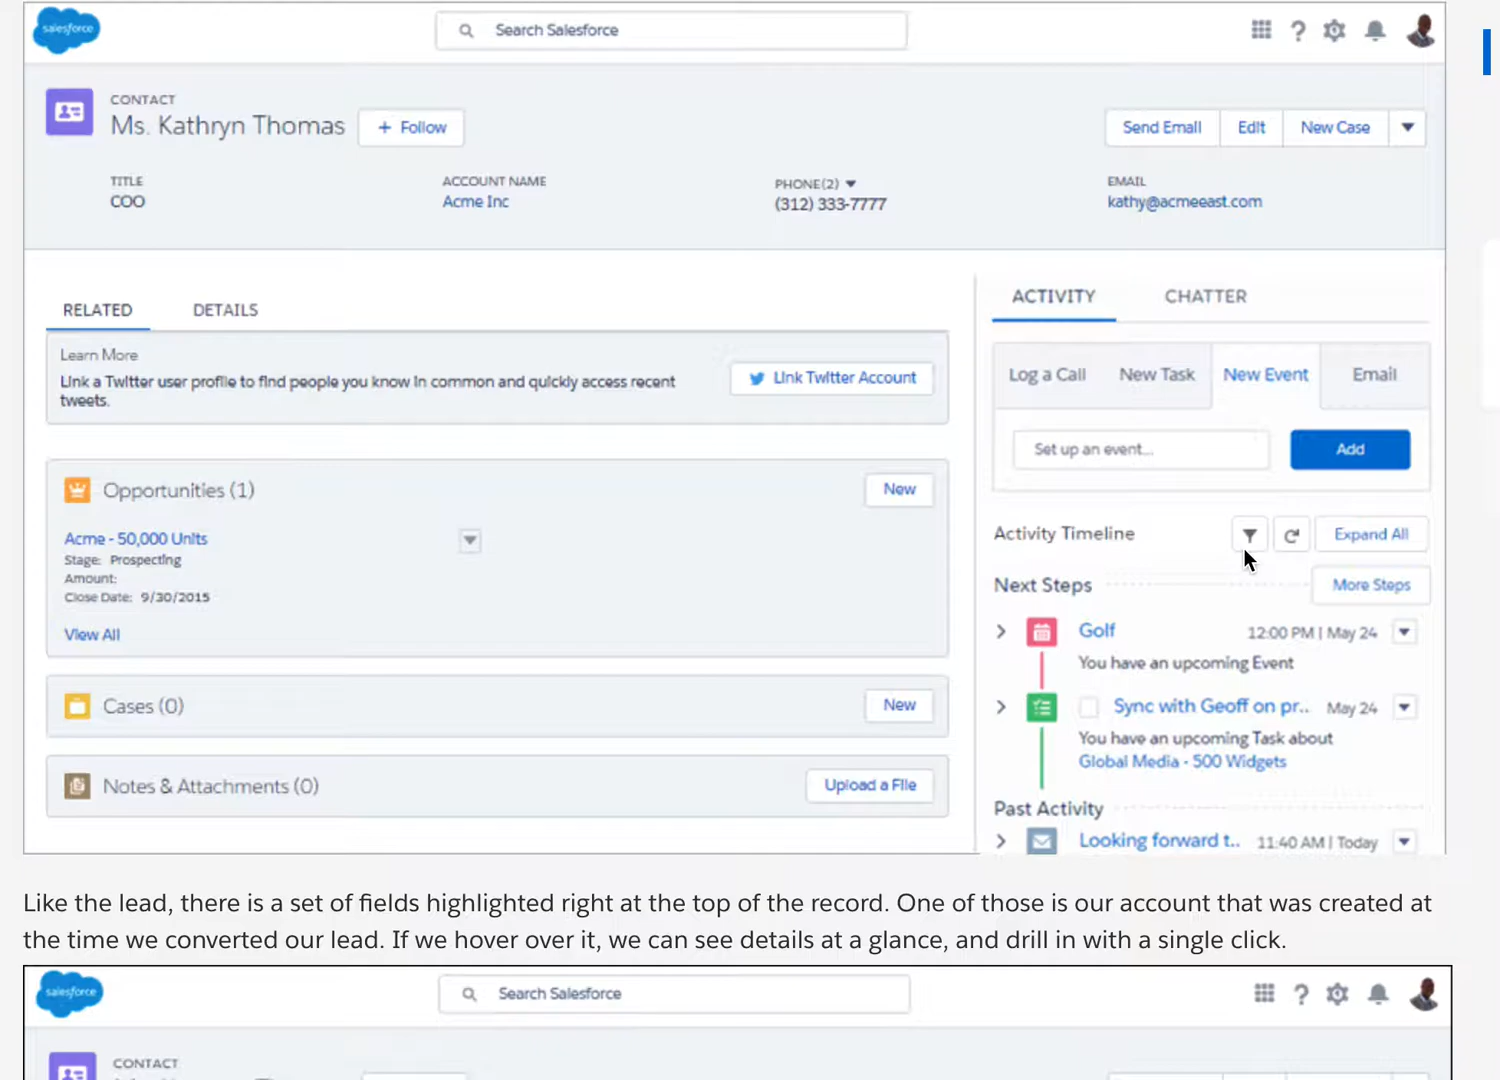 salesforce
Search Salesforce
CONTACT
Ms. Kathryn Thomas
+ Follow
Send Email
Edit
New Case
TITLE
COO
ACCOUNT NAME
Acme Inc
PHONE(2)
(312) 333-7777
EMAIL
kathy@acmeeast.com
RELATED
DETAILS
Learn More
Link a Twitter user profile to find people you know in common and quickly access recent
tweets.
Link Twitter Account
Opportunities (1)
New
Acme - 50,000 Units
Stage: Prospecting
Amount:
Close Date: 9/30/2015
View All
Cases (0)
New
Notes & Attachments (0)
Upload a File
ACTIVITY
CHATTER
Log a Call
New Task
New Event
Email
Set up an event...
Add
Activity Timeline
Expand All
Next Steps
More Steps
Golf
12:00 PM | May 24
You have an upcoming Event
Sync with Geoff on pr..
May 24
You have an upcoming Task about
Global Media - 500 Widgets
Past Activity
Looking forward t..
11:40 AM | Today
Like the lead, there is a set of fields highlighted right at the top of the record. One of those is our account that was created at
the time we converted our lead. If we hover over it, we can see details at a glance, and drill in with a single click.
salesforce
Search Salesforce
CONTACT